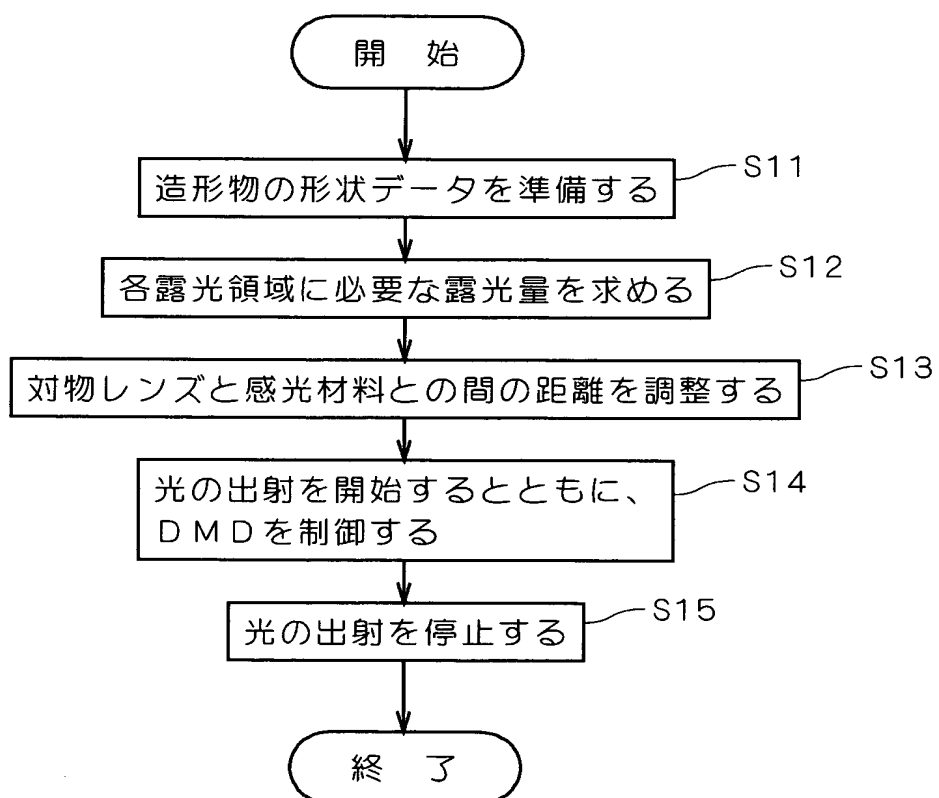 開 始
造形物の形状データを準備する
S11
各露光領域に必要な露光量を求める
S12
対物レンズと感光材料との間の距離を調整する
S13
光の出射を開始するとともに、
DMDを制御する
S14
光の出射を停止する
S15
終 了